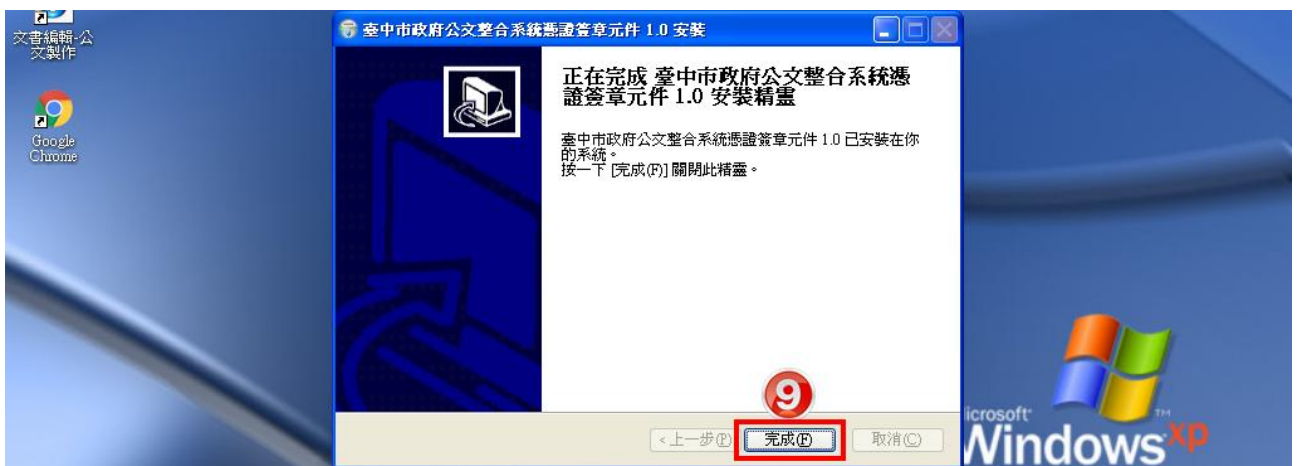 文書編輯-公
文製作
Google
Chrome
臺中市政府公文整合系統憑證簽章元件 1.0 安裝
正在完成 臺中市政府公文整合系統憑
證簽章元件 1.0 安裝精靈
臺中市政府公文整合系統憑證簽章元件 1.0 已安裝在你
的系統。
按一下 [完成(F)] 關閉此精靈。
9
<上一步(P)
完成(F)
取消(C)
icrosoft
TM
Windows xp